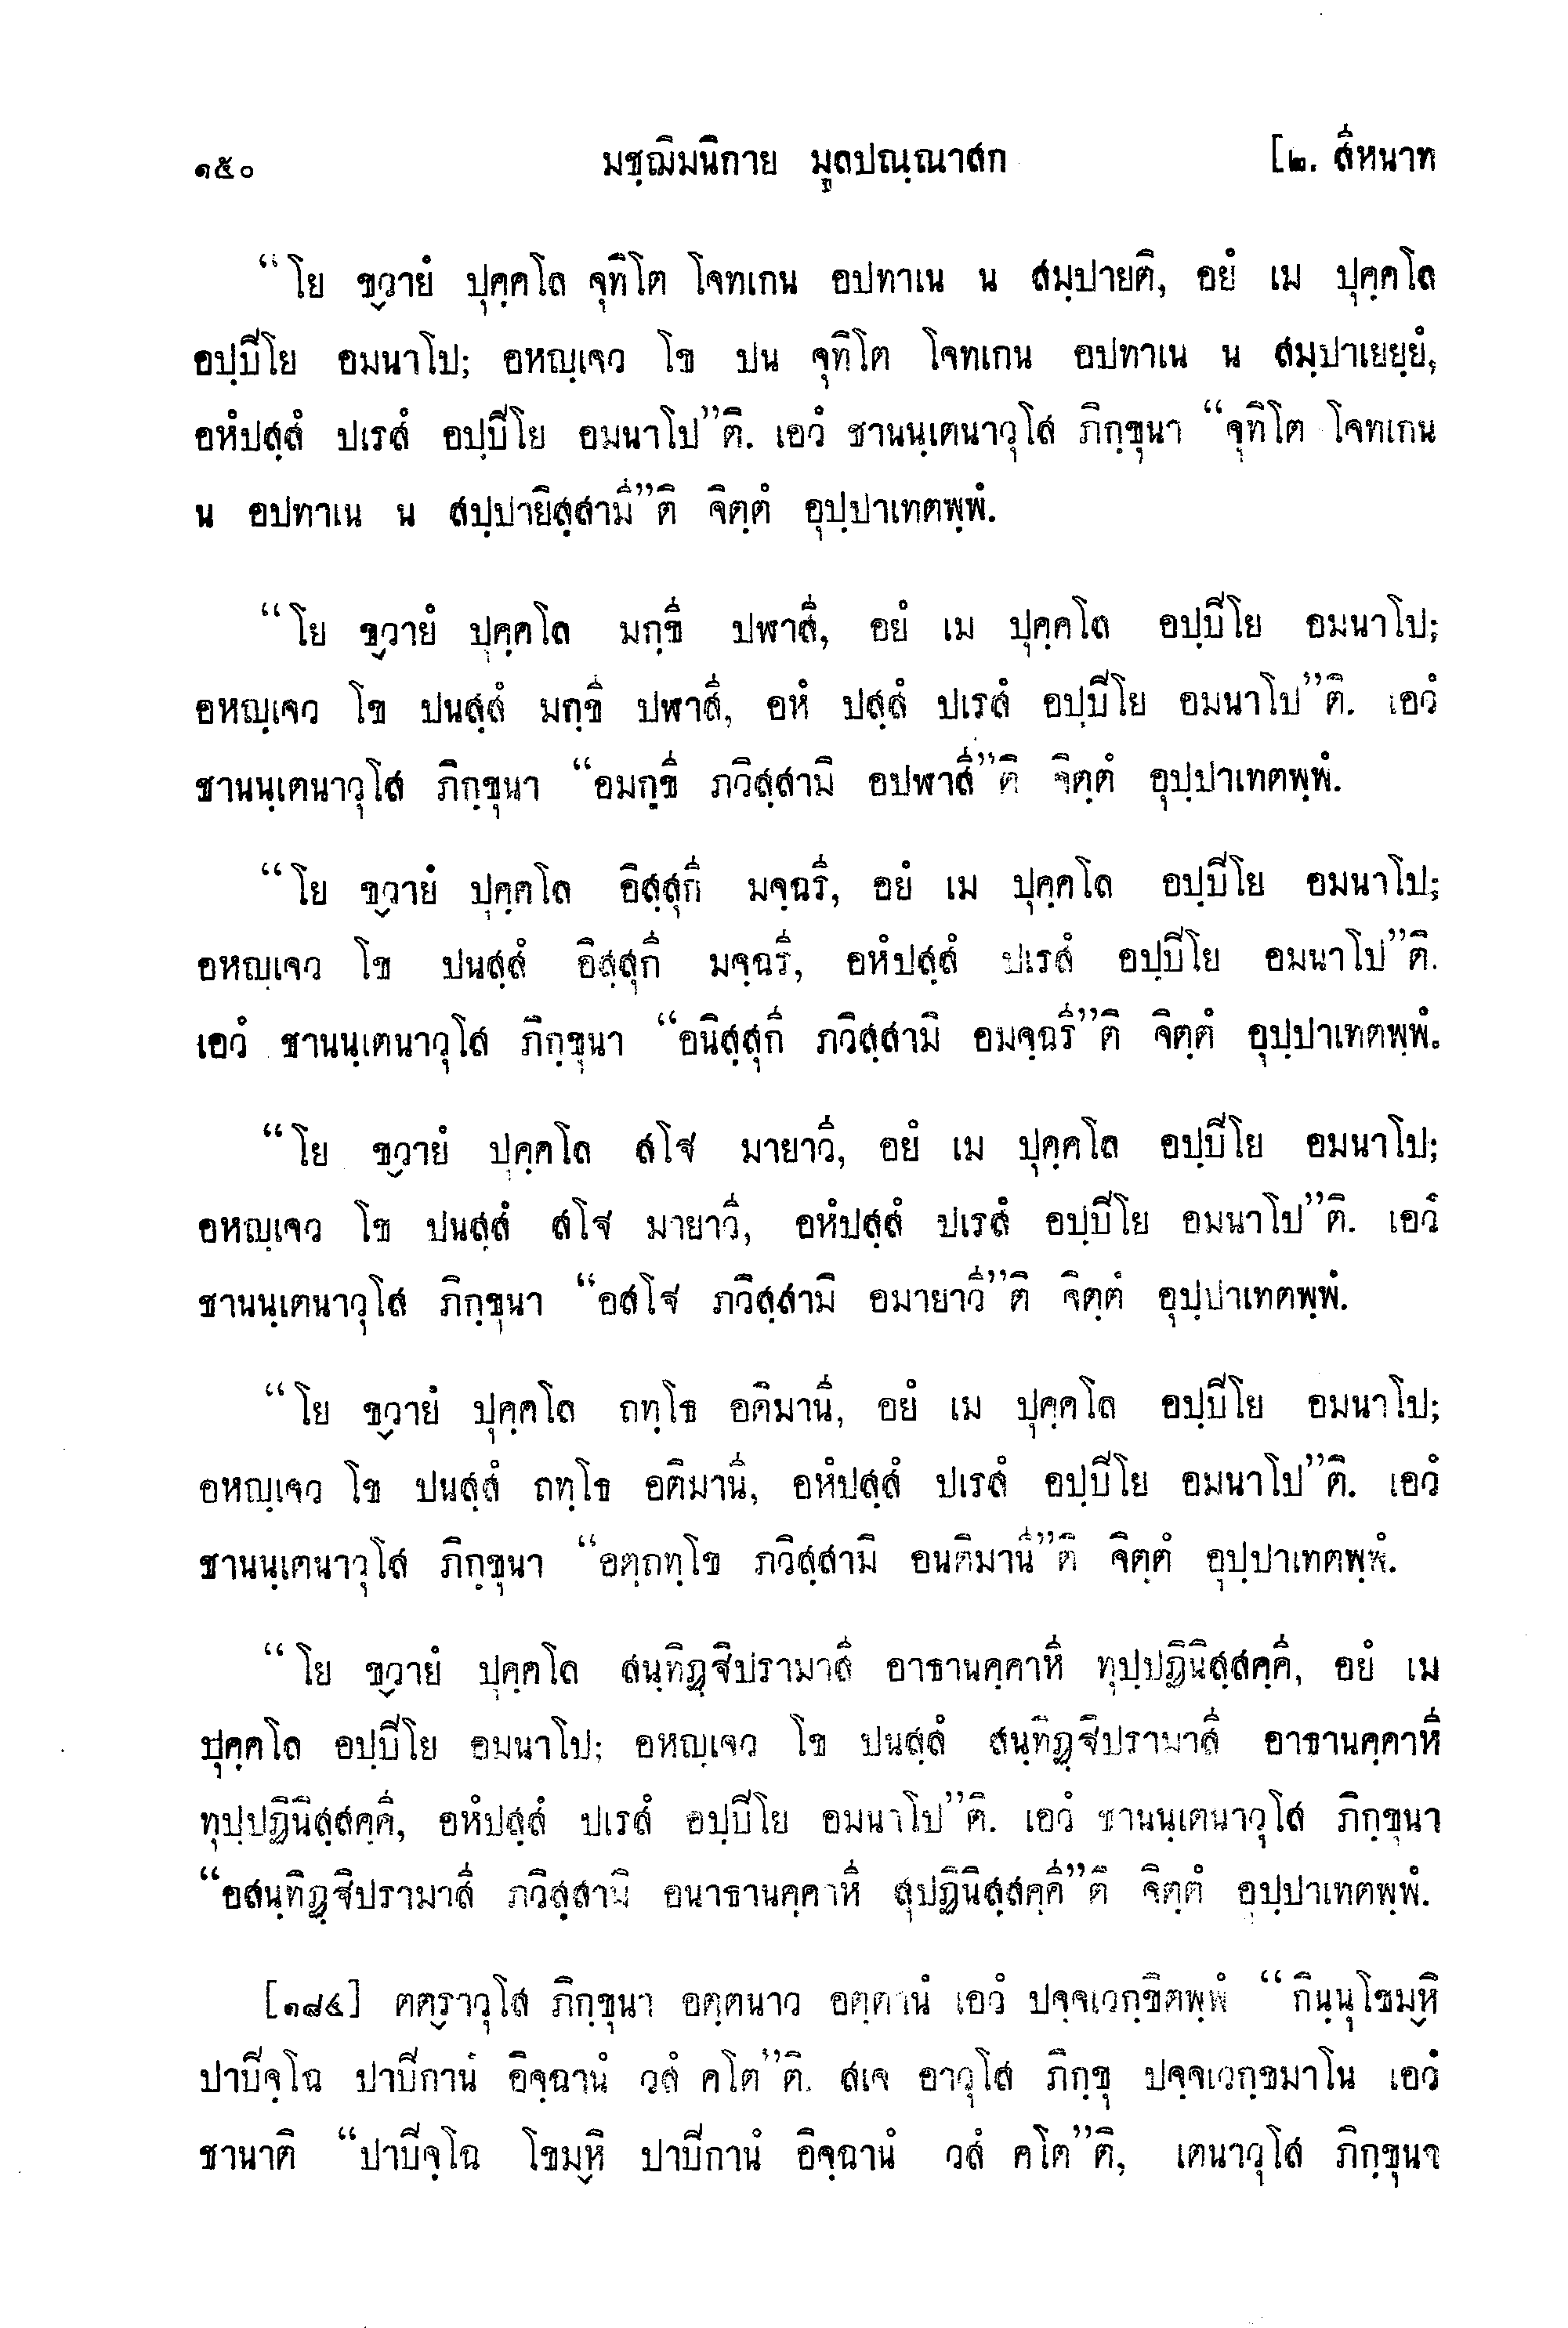 ๑๕๐ มชฺฌิมนิกาย มูลปณฺณาสก [๒. สีหนาท
“โย ขฺวายํ ปุคฺคโล จุทิโต โจทเกน อปทาเน น สมฺปายติ, อยํ เม ปุคฺคโล
อปฺปิโย อมนาโป; อหญฺเจว โข ปน จุทิโต โจทเกน อปทาเน น สมฺปาเยยฺยํ,
อหํปสฺสํ ปเรสํ อปฺปิโย อมนาโป”ติ. เอวํ ชานนฺเตนาวุโส ภิกฺขุนา “จุทิโต โจทเกน
น อปทาเน น สปฺปายิสฺสามี”ติ จิตฺตํ อุปฺปาเทตพฺพํ.
“โย ขฺวายํ ปุคฺคโล มกฺขี ปฬาสี, อยํ เม ปุคฺคโล อปฺปิโย อมนาโป;
อหญฺเจว โข ปนสฺสํ มกฺขี ปฬาสี, อหํ ปสฺสํ ปเรสํ อปฺปิโย อมนาโป”ติ. เอวํ
ชานนฺเตนาวุโส ภิกฺขุนา “อมกฺขี ภวิสฺสามิ อปฬาสี”ติ จิตฺตํ อุปฺปาเทตพฺพํ.
“โย ขฺวายํ ปุคฺคโล อิสฺสุกี มจฺฉรี, อยํ เม ปุคฺคโล อปฺปิโย อมนาโป;
อหญฺเจว โข ปนสฺสํ อิสฺสุกี มจฺฉรี, อหํปสฺสํ ปเรสํ อปฺปิโย อมนาโป”ติ.
เอวํ ชานนฺเตนาวุโส ภิกฺขุนา “อนิสฺสุกี ภวิสฺสามิ อมจฺฉรี”ติ จิตฺตํ อุปฺปาเทตพฺพํ.
“โย ขฺวายํ ปุคฺคโล สโฐ มายาวี, อยํ เม ปุคฺคโล อปฺปิโย อมนาโป;
อหญฺเจว โข ปนสฺสํ สโฐ มายาวี, อหํปสฺสํ ปเรสํ อปฺปิโย อมนาโป”ติ. เอวํ
ชานนฺเตนาวุโส ภิกฺขุนา “อสโฐ ภวิสฺสามิ อมายาวี”ติ จิตฺตํ อุปฺปาเทตพฺพํ.
“โย ขฺวายํ ปุคฺคโล ถทฺโธ อติมานี, อยํ เม ปุคฺคโล อปฺปิโย อมนาโป;
อหญฺเจว โข ปนสฺสํ ถทฺโธ อติมานี, อหํปสฺสํ ปเรสํ อปฺปิโย อมนาโป”ติ. เอวํ
ชานนฺเตนาวุโส ภิกฺขุนา “อตฺถทฺโธ ภวิสฺสามิ อนติมานี”ติ จิตฺตํ อุปฺปาเทตพฺพํ.
“โย ขฺวายํ ปุคฺคโล สนฺทิฏฺฐิปรามาสี อาธานคฺคาหี ทุปฺปฏินิสฺสคฺคี, อยํ เม
ปุคฺคโล อปฺปิโย อมนาโป; อหญฺเจว โข ปนสฺสํ สนฺทิฏฺฐิปรามาสี อาธานคฺคาหี
ทุปฺปฏินิสฺสคฺคี, อหํปสฺสํ ปเรสํ อปฺปิโย อมนาโป”ติ. เอวํ ชานนฺเตนาวุโส ภิกฺขุนา
“อสนฺทิฏฺฐิปรามาสี ภวิสฺสามิ อนาธานคฺคาหี สุปฏินิสฺสคฺคี”ติ จิตฺตํ อุปฺปาเทตพฺพํ.
[๑๘๔] ตตฺราวุโส ภิกฺขุนา อตฺตนาว อตฺตานํ เอวํ ปจฺจเวกฺขิตพฺพํ “กินฺนุโขมฺหิ
ปาปิจฺโฉ ปาปิกานํ อิจฺฉานํ วสํ คโต”ติ. สเจ อาวุโส ภิกฺขุ ปจฺจเวกฺขมาโน เอวํ
ชานาติ “ปาปิจฺโฉ โขมฺหิ ปาปิกานํ อิจฺฉานํ วสํ คโต”ติ, เตนาวุโส ภิกฺขุนา